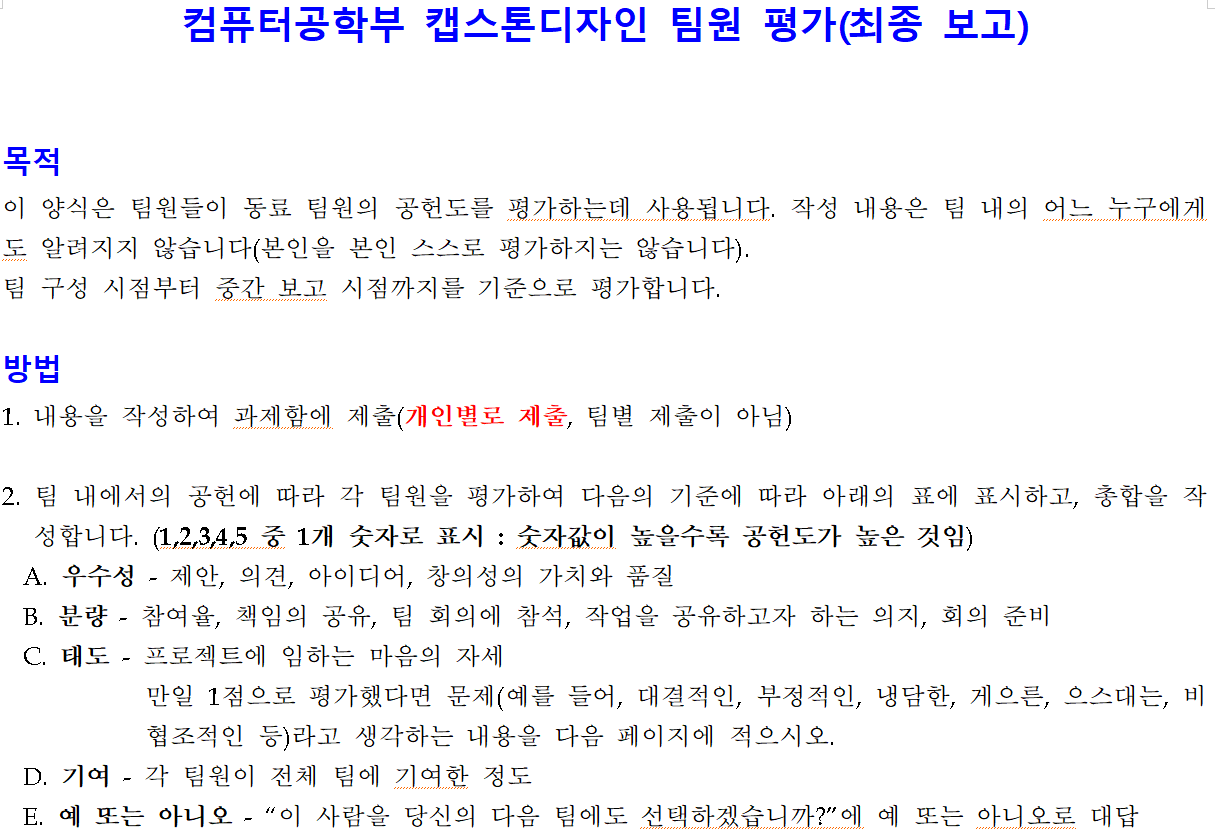 컴퓨터공학부 캡스톤디자인 팀원 평가(최종 보고)
목적
이 양식은 팀원들이 동료 팀원의 공헌도를 평가하는데 사용됩니다. 작성 내용은 팀 내의 어느 누구에게
도 알려지지 않습니다(본인을 본인 스스로 평가하지는 않습니다).
팀 구성 시점부터 중간 보고 시점까지를 기준으로 평가합니다.
방법
1. 내용을 작성하여 과제함에 제출(개인별로 제출, 팀별 제출이 아님)
2. 팀 내에서의 공헌에 따라 각 팀원을 평가하여 다음의 기준에 따라 아래의 표에 표시하고, 총합을 작
성합니다. (1,2,3,4,5 중 1개 숫자로 표시 : 숫자값이 높을수록 공헌도가 높은 것임)
A. 우수성 - 제안, 의견, 아이디어, 창의성의 가치와 품질
B. 분량 - 참여율, 책임의 공유, 팀 회의에 참석, 작업을 공유하고자 하는 의지, 회의 준비
C. 태도 - 프로젝트에 임하는 마음의 자세
만일 1점으로 평가했다면 문제(예를 들어, 대결적인, 부정적인, 냉담한, 게으른, 으스대는, 비
협조적인 등)라고 생각하는 내용을 다음 페이지에 적으시오.
D. 기여 - 각 팀원이 전체 팀에 기여한 정도
E. 예 또는 아니오 - “이 사람을 당신의 다음 팀에도 선택하겠습니까?”에 예 또는 아니오로 대답